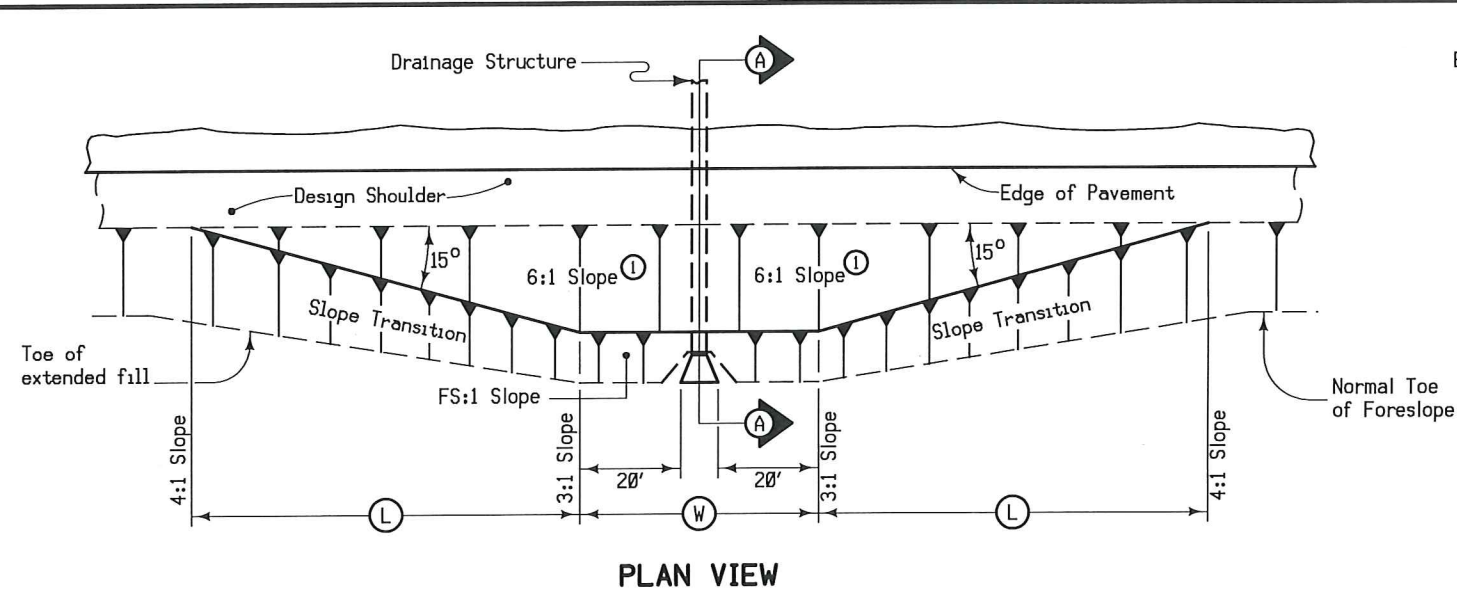 Drainage Structure
A
E
Design Shoulder
Edge of Pavement
15°
6:1 Slope 1
6:1 Slope 1
15°
Slope Transition
Slope Transition
Toe of
extended fill
FS:1 Slope
Normal Toe
of Foreslope
A
4:1 Slope
3:1 Slope
20'
20'
3:1 Slope
4:1 Slope
L
W
L
PLAN VIEW